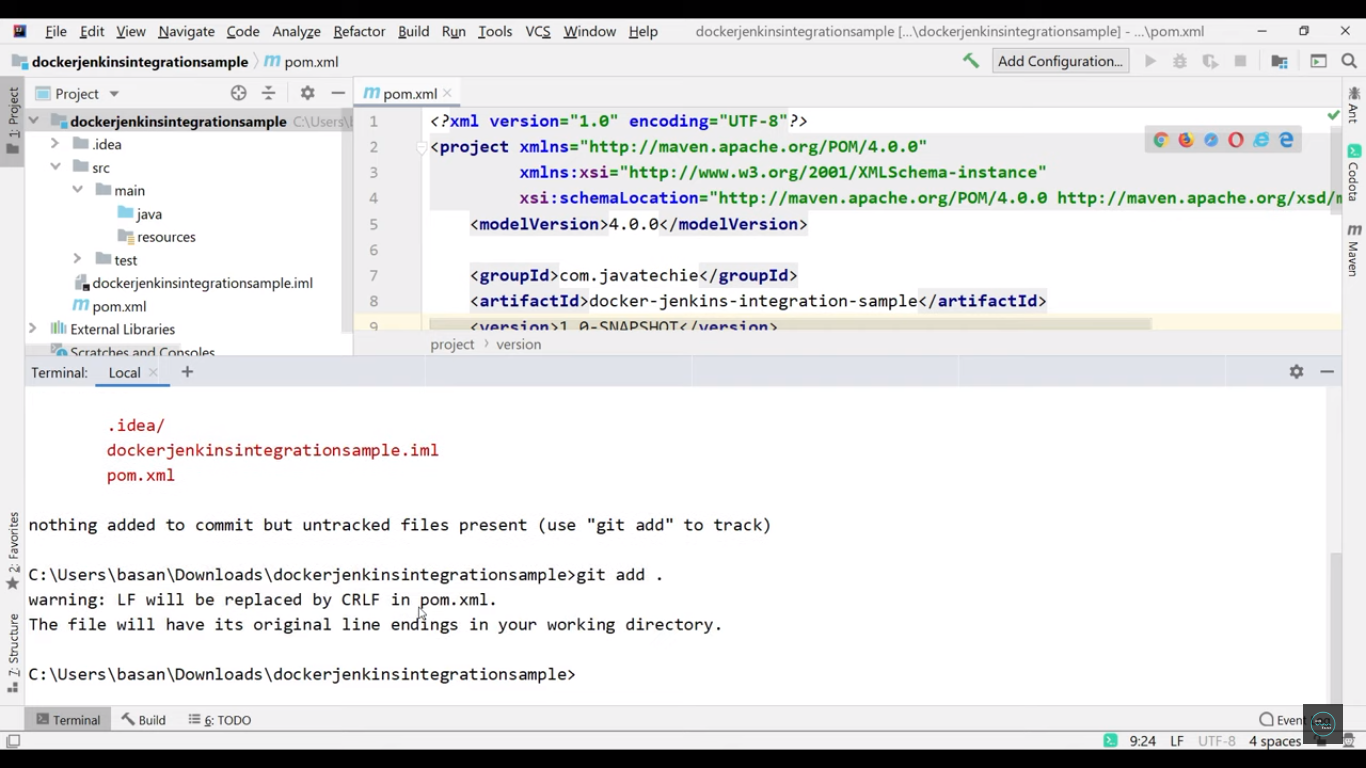 File Edit View Navigate Code Analyze Refactor Build Run Tools VCS Window Help dockerjenkinsintegrationsample [...\dockerjenkinsintegrationsample] - ...\pom.xml
dockerjenkinsintegrationsample pom.xml Add Configuration...
1: Project
Project
pom.xml
dockerjenkinsintegrationsample C:\Users\b
.idea
src
main
java
resources
test
dockerjenkinsintegrationsample.iml
pom.xml
External Libraries
Scratches and Consoles
1 <?xml version="1.0" encoding="UTF-8"?>
2 <project xmlns="http://maven.apache.org/POM/4.0.0"
3 xmlns:xsi="http://www.w3.org/2001/XMLSchema-instance"
4 xsi:schemaLocation="http://maven.apache.org/POM/4.0.0 http://maven.apache.org/xsd/m
5 <modelVersion>4.0.0</modelVersion>
6
7 <groupId>com.javatechie</groupId>
8 <artifactId>docker-jenkins-integration-sample</artifactId>
9 <version>1.0-SNAPSHOT</version>
project › version
Ant
Codota
Maven
Terminal: Local +
.idea/
dockerjenkinsintegrationsample.iml
pom.xml
nothing added to commit but untracked files present (use "git add" to track)
C:\Users\basan\Downloads\dockerjenkinsintegrationsample>git add .
warning: LF will be replaced by CRLF in pom.xml.
The file will have its original line endings in your working directory.
C:\Users\basan\Downloads\dockerjenkinsintegrationsample>
2: Favorites
7: Structure
Terminal Build 6: TODO Event
9:24 LF UTF-8 4 spaces